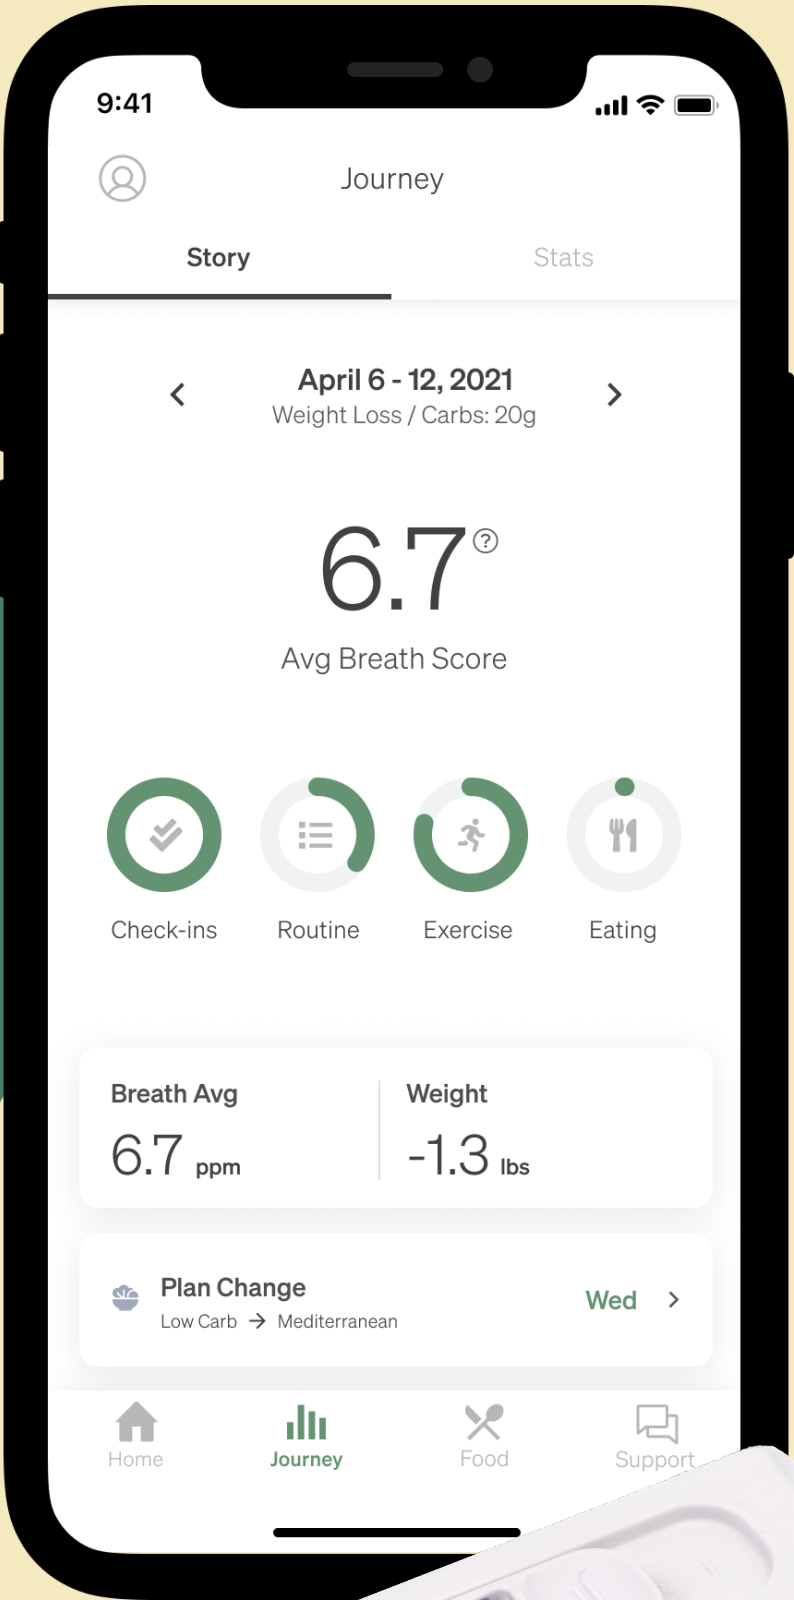 9:41
Journey
Story
Stats
April 6 - 12, 2021
Weight Loss / Carbs: 20g
6.7 ?
Avg Breath Score
Check-ins
Routine
Exercise
Eating
Breath Avg
Weight
6.7 ppm
-1.3 lbs
Plan Change
Low Carb → Mediterranean
Wed
Home
Journey
Food
Support